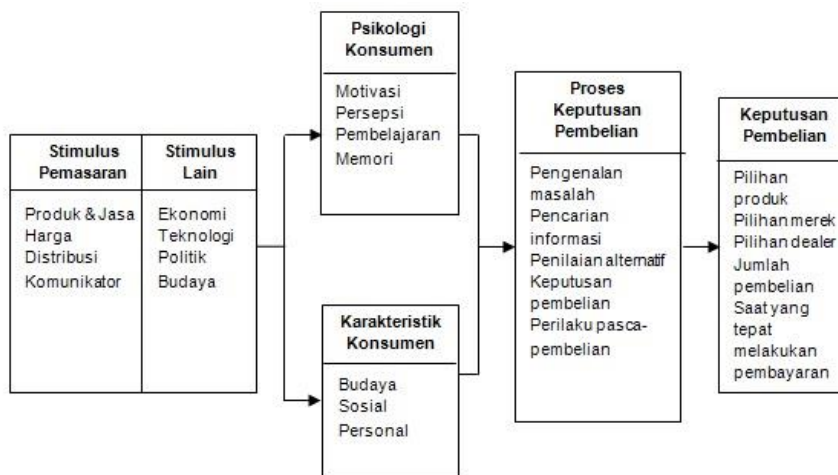 Stimulus
Pemasaran
Produk & Jasa
Harga
Distribusi
Komunikator
Stimulus
Lain
Ekonomi
Teknologi
Politik
Budaya
Psikologi
Konsumen
Motivasi
Persepsi
Pembelajaran
Memori
Karakteristik
Konsumen
Budaya
Sosial
Personal
Proses
Keputusan
Pembelian
Pengenalan
masalah
Pencarian
informasi
Penilaian alternatif
Keputusan
pembelian
Perilaku pasca-
pembelian
Keputusan
Pembelian
Pilihan
produk
Pilihan merek
Pilihan dealer
Jumlah
pembelian
Saat yang
tepat
melakukan
pembayaran